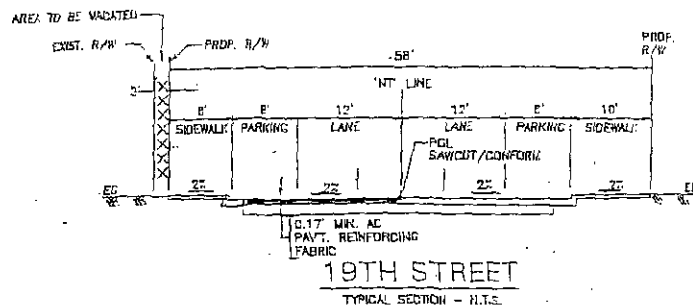 AREA TO BE VACATED
EXIST. R/W
PROP. R/W
PROP.
R/W
58'
'NT' LINE
8' 8' 12' 12' 8' 10'
SIDEWALK PARKING LANE LANE PARKING SIDEWALK
PGL
SAWCUT/CONFORM
EG 2% 2% 2% 2% EG
0.17' MIN. AC
PAVT. REINFORCING
FABRIC
19TH STREET
TYPICAL SECTION - N.T.S.